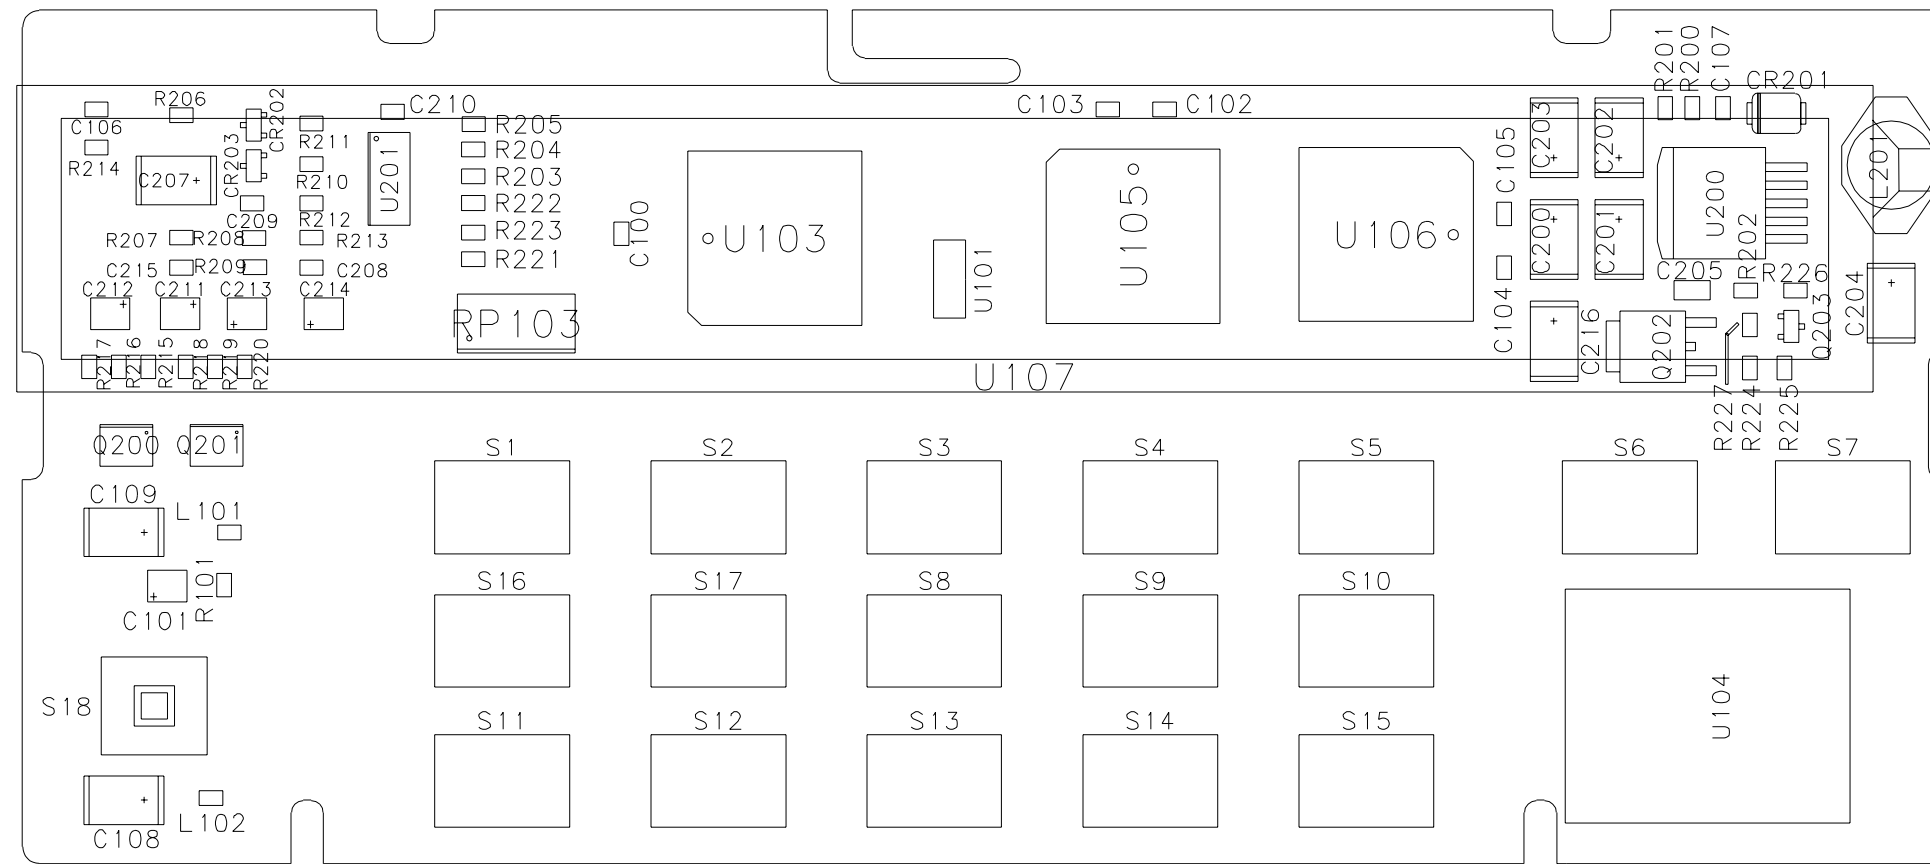 R201
R200
C107
CR201
R206
C106
CR202
C210
C103
C102
R205
R211
R214
CR203
R204
C207+
U201
R203
R210
C105
C203
+
C202
+
L201
R222
R212
C209
U200
R202
R207
R208
R213
R223
C100
U103
U105
U106
C200
+
C201
+
C215
R209
C208
R221
U101
C205
R226
C204
+
C212
+
C211
+
C213
+
C214
+
RP103
C104
C216
+
Q202
Q203
R217
R216
R215
R218
R219
R220
U107
R227
R224
R225
Q200
Q201
S1
S2
S3
S4
S5
S6
S7
C109
+
L101
R101
C101
+
S16
S17
S8
S9
S10
S18
S11
S12
S13
S14
S15
U104
C108
+
L102